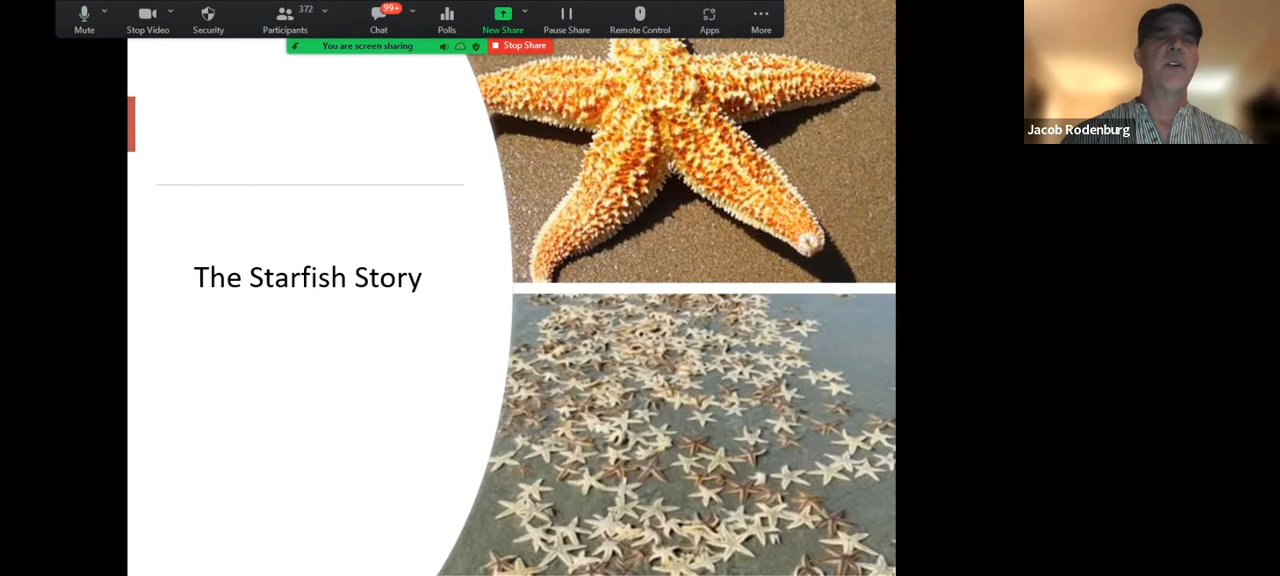 372
99+
Mute
Stop Video
Security
Participants
Chat
Polls
New Share
Pause Share
Remote Control
Apps
More
You are screen sharing
Stop Share
Jacob Rodenburg
The Starfish Story